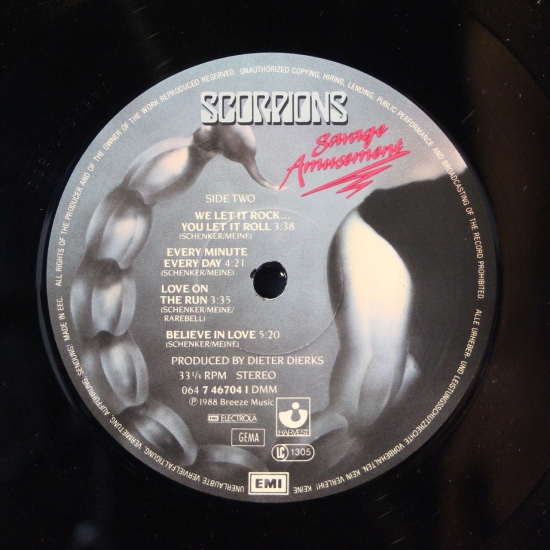 ALL RIGHTS OF THE PRODUCER AND OF THE OWNER OF THE WORK REPRODUCED RESERVED. UNAUTHORIZED COPYING, HIRING, LENDING, PUBLIC PERFORMANCE AND BROADCASTING OF THE RECORD PROHIBITED.
SCORPIONS
Savage
Amusement
SIDE TWO
WE LET IT ROCK...
YOU LET IT ROLL 3:38
(SCHENKER/MEINE)
EVERY MINUTE
EVERY DAY 4:21
(SCHENKER/MEINE)
LOVE ON
THE RUN 3:35
(SCHENKER/MEINE/
RAREBELL)
BELIEVE IN LOVE 5:20
(SCHENKER/MEINE)
PRODUCED BY DIETER DIERKS
33⅓ RPM STEREO
064 7 46704 1 DMM
℗ 1988 Breeze Music
EMI ELECTROLA
HARVEST
GEMA
LC 1305
EMI
ALLE URHEBER- UND LEISTUNGSSCHUTZRECHTE VORBEHALTEN. KEIN VERLEIH! KEINE UNERLAUBTE VERVIELFÄLTIGUNG, VERMIETUNG, AUFFÜHRUNG, SENDUNG! MADE IN EEC.